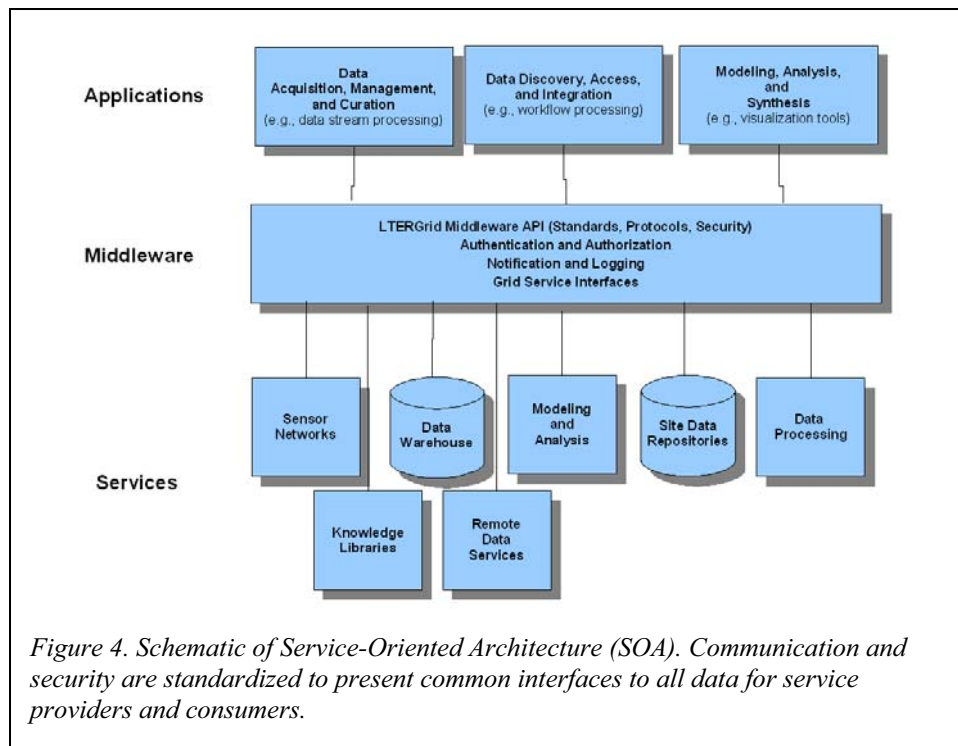 Applications
Data
Acquisition, Management,
and Curation
(e.g., data stream processing)
Data Discovery, Access,
and Integration
(e.g., workflow processing)
Modeling, Analysis,
and
Synthesis
(e.g., visualization tools)
Middleware
LTERGrid Middleware API (Standards, Protocols, Security)
Authentication and Authorization
Notification and Logging
Grid Service Interfaces
Services
Sensor
Networks
Data
Warehouse
Modeling
and
Analysis
Site Data
Repositories
Data
Processing
Knowledge
Libraries
Remote
Data
Services
Figure 4. Schematic of Service-Oriented Architecture (SOA). Communication and
security are standardized to present common interfaces to all data for service
providers and consumers.